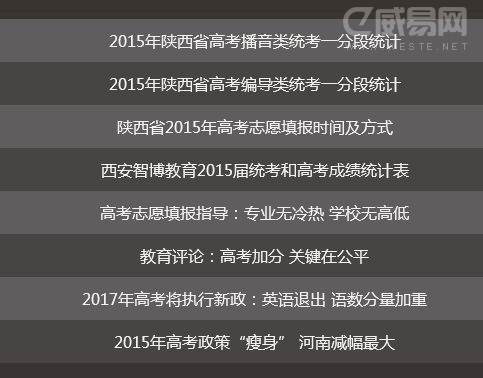 威易网
WWW.WEISTE.NET
2015年陕西省高考播音类统考一分段统计
2015年陕西省高考编导类统考一分段统计
陕西省2015年高考志愿填报时间及方式
西安智博教育2015届统考和高考成绩统计表
高考志愿填报指导：专业无冷热 学校无高低
教育评论：高考加分 关键在公平
2017年高考将执行新政：英语退出 语数分量加重
2015年高考政策“瘦身” 河南减幅最大